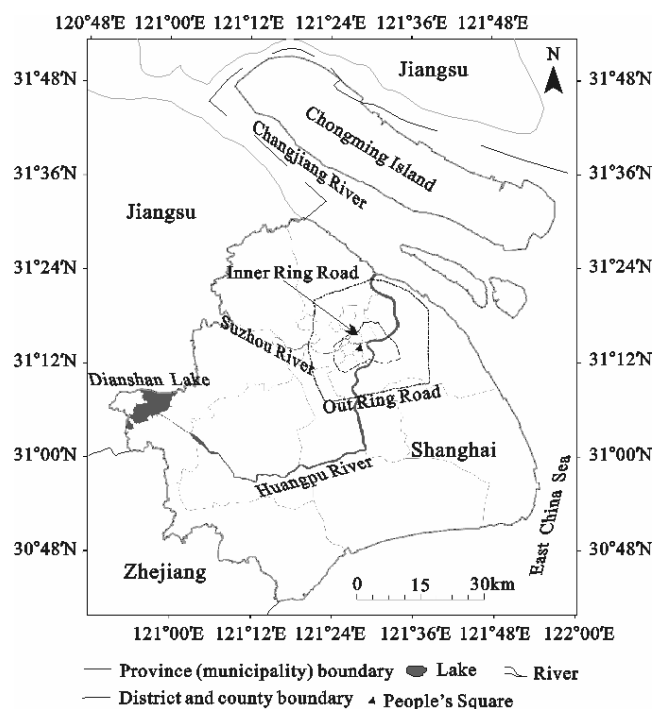 120°48′E 121°00′E 121°24′E 121°36′E 121°48′E
31°48′N Jiangsu N 31°48′N
Chongming Island
Changjiang River
31°36′N 31°36′N
Jiangsu
31°24′N 31°24′N
Inner Ring Road
Suzhou River
31°12′N 31°12′N
Dianshan Lake
Out Ring Road
Shanghai
31°00′N 31°00′N
Huangpu River
East China Sea
30°48′N 30°48′N
Zhejiang
0 15 30km
121°00′E 121°12′E 121°24′E 121°36′E 121°48′E 122°00′E
Province (municipality) boundary Lake River
District and county boundary People's Square